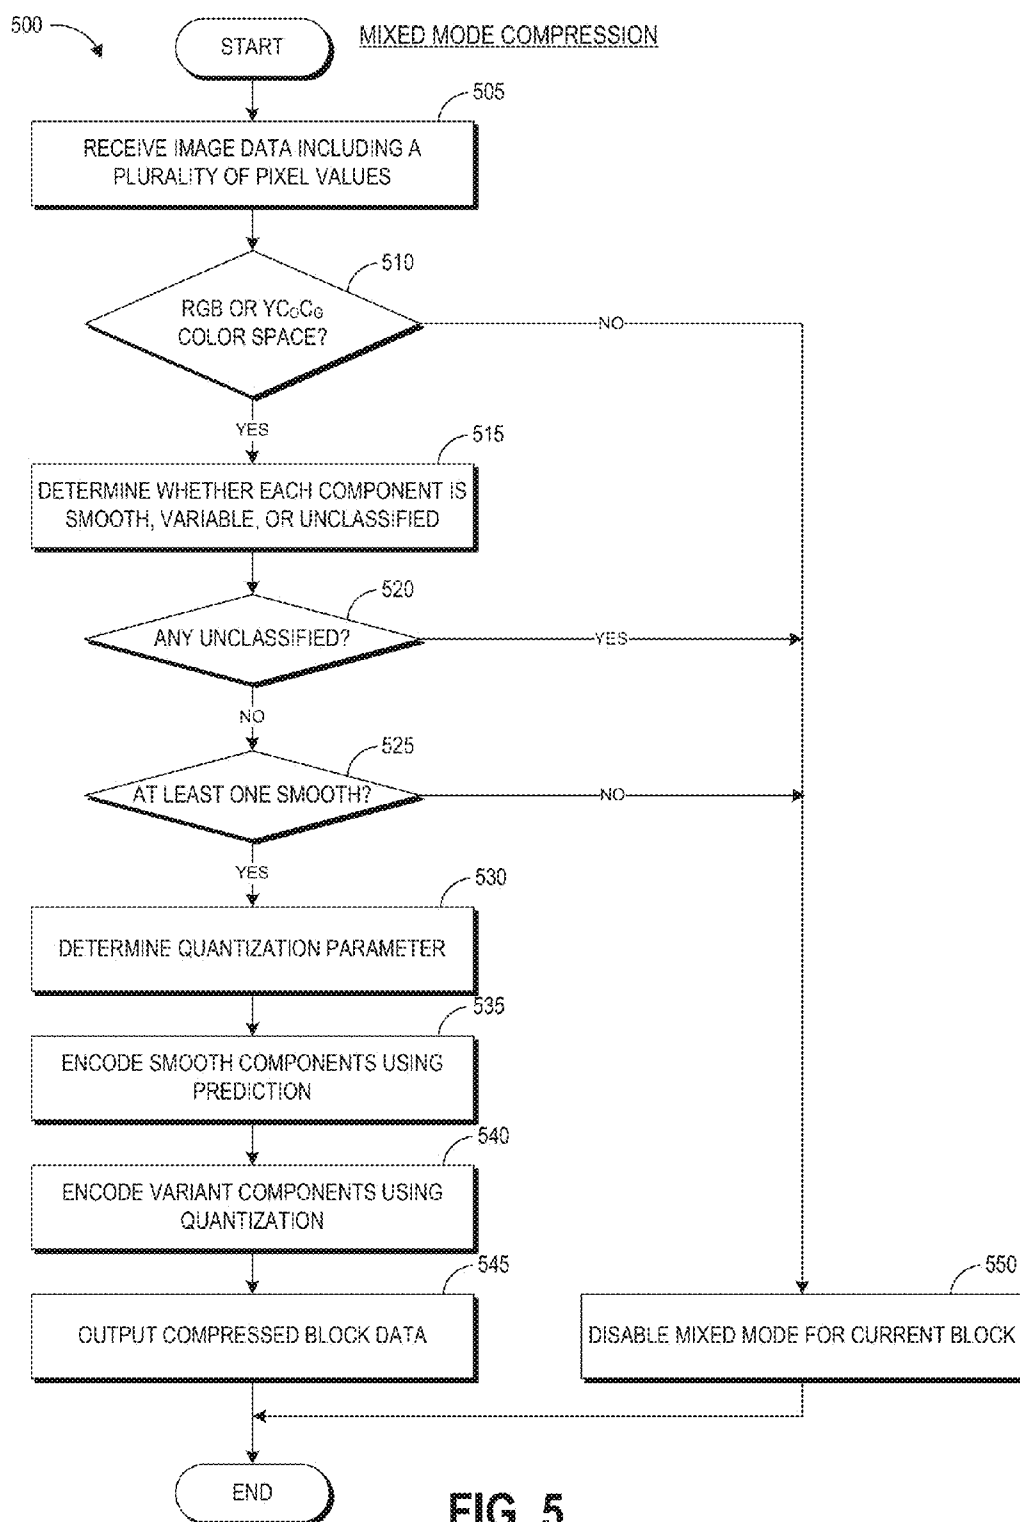 500
START
MIXED MODE COMPRESSION
505
RECEIVE IMAGE DATA INCLUDING A
PLURALITY OF PIXEL VALUES
510
RGB OR YCOCG
COLOR SPACE?
NO
YES
515
DETERMINE WHETHER EACH COMPONENT IS
SMOOTH, VARIABLE, OR UNCLASSIFIED
520
ANY UNCLASSIFIED?
YES
NO
525
AT LEAST ONE SMOOTH?
NO
YES
530
DETERMINE QUANTIZATION PARAMETER
535
ENCODE SMOOTH COMPONENTS USING
PREDICTION
540
ENCODE VARIANT COMPONENTS USING
QUANTIZATION
545
OUTPUT COMPRESSED BLOCK DATA
550
DISABLE MIXED MODE FOR CURRENT BLOCK
END
FIG. 5